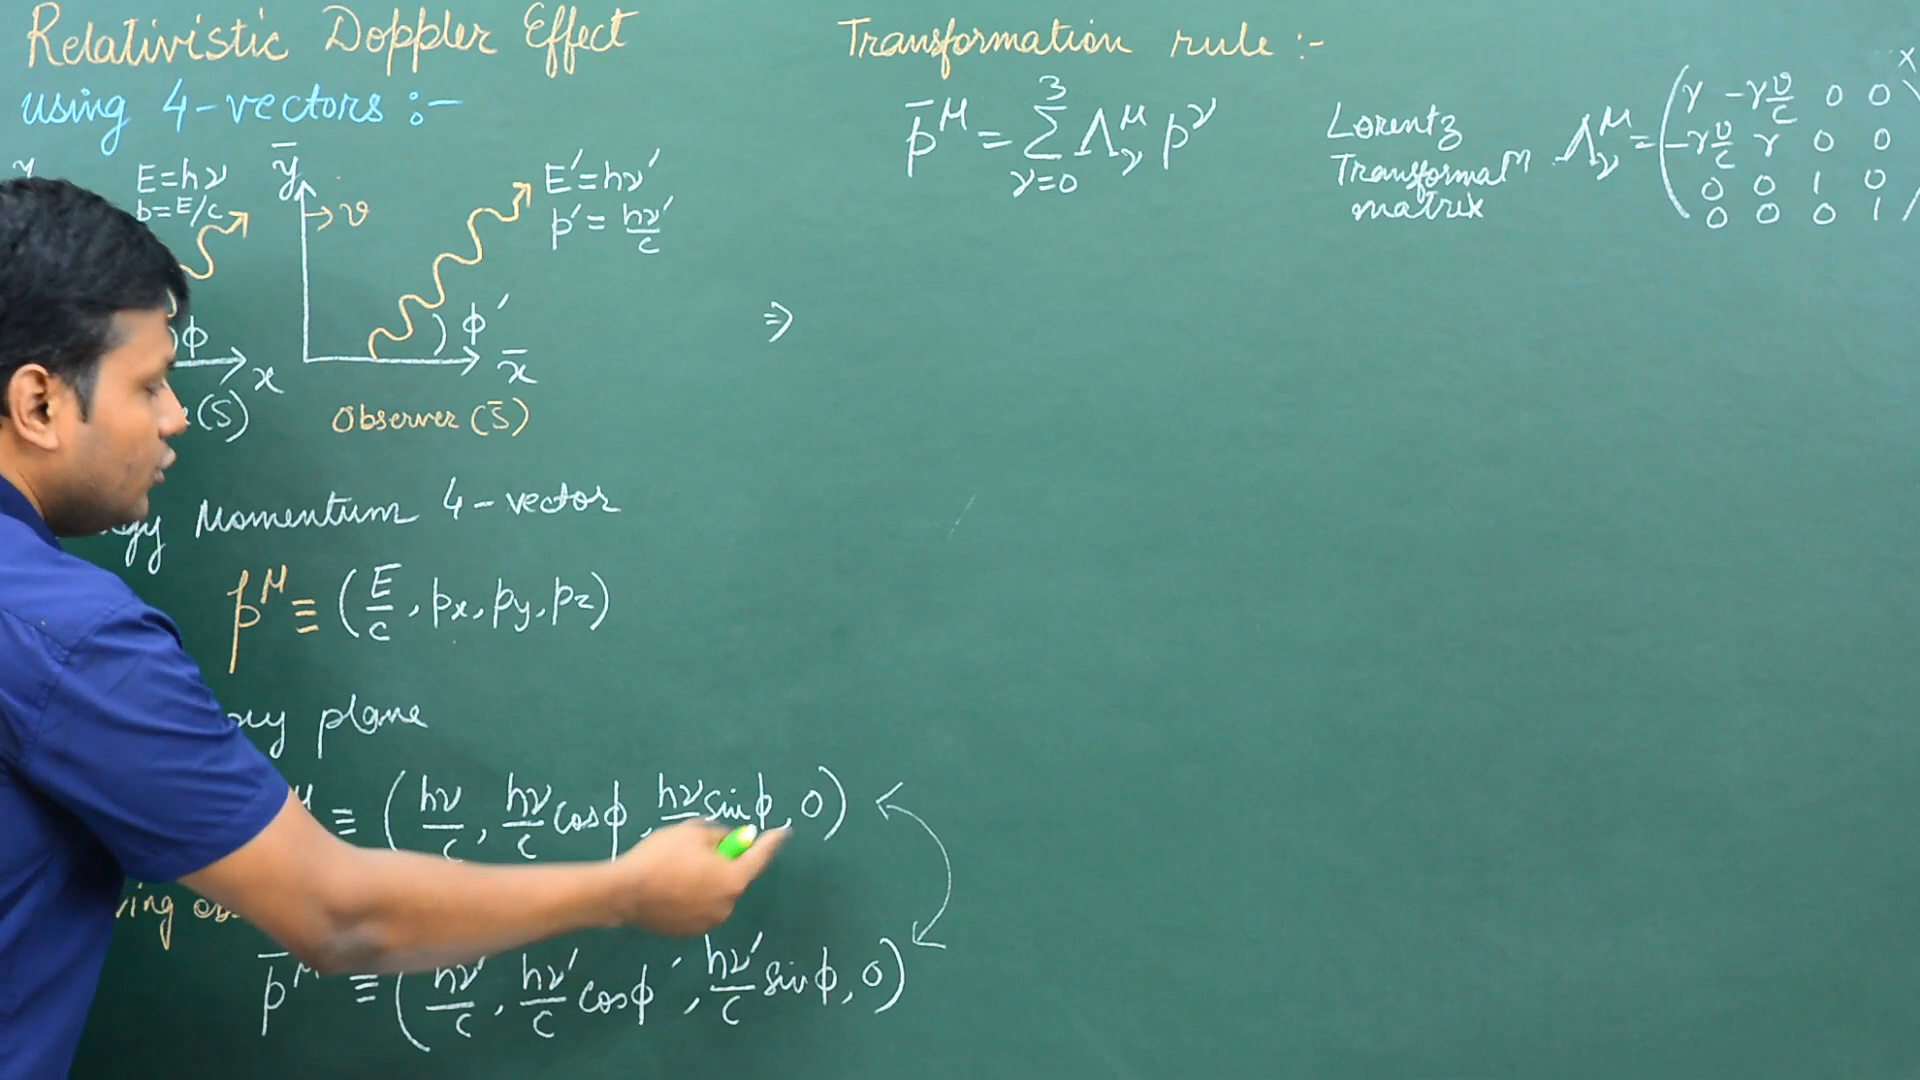 Relativistic Doppler Effect
using 4-vectors :-
y
E=hν
p=E/c
ȳ
→v
E′=hν′
p′= hν′/c
)ϕ
x
)ϕ′
x̄
(S)
Observer (S̄)
Momentum 4-vector
p^μ ≡ (E/c, px, py, pz)
plane
≡ (hν/c, hν/c cosϕ, hν sinϕ, 0)
p̄^μ ≡ (hν′/c, hν′/c cosϕ′, hν′/c sinϕ, 0)
Transformation rule :-
p̄^μ = Σ_{ν=0}^{3} Λ^μ_ν p^ν
Lorentz
Transformatⁿ
matrix
Λ^μ_ν = ( γ -γv/c 0 0
-γv/c γ 0 0
0 0 1 0
0 0 0 1 )
⇒